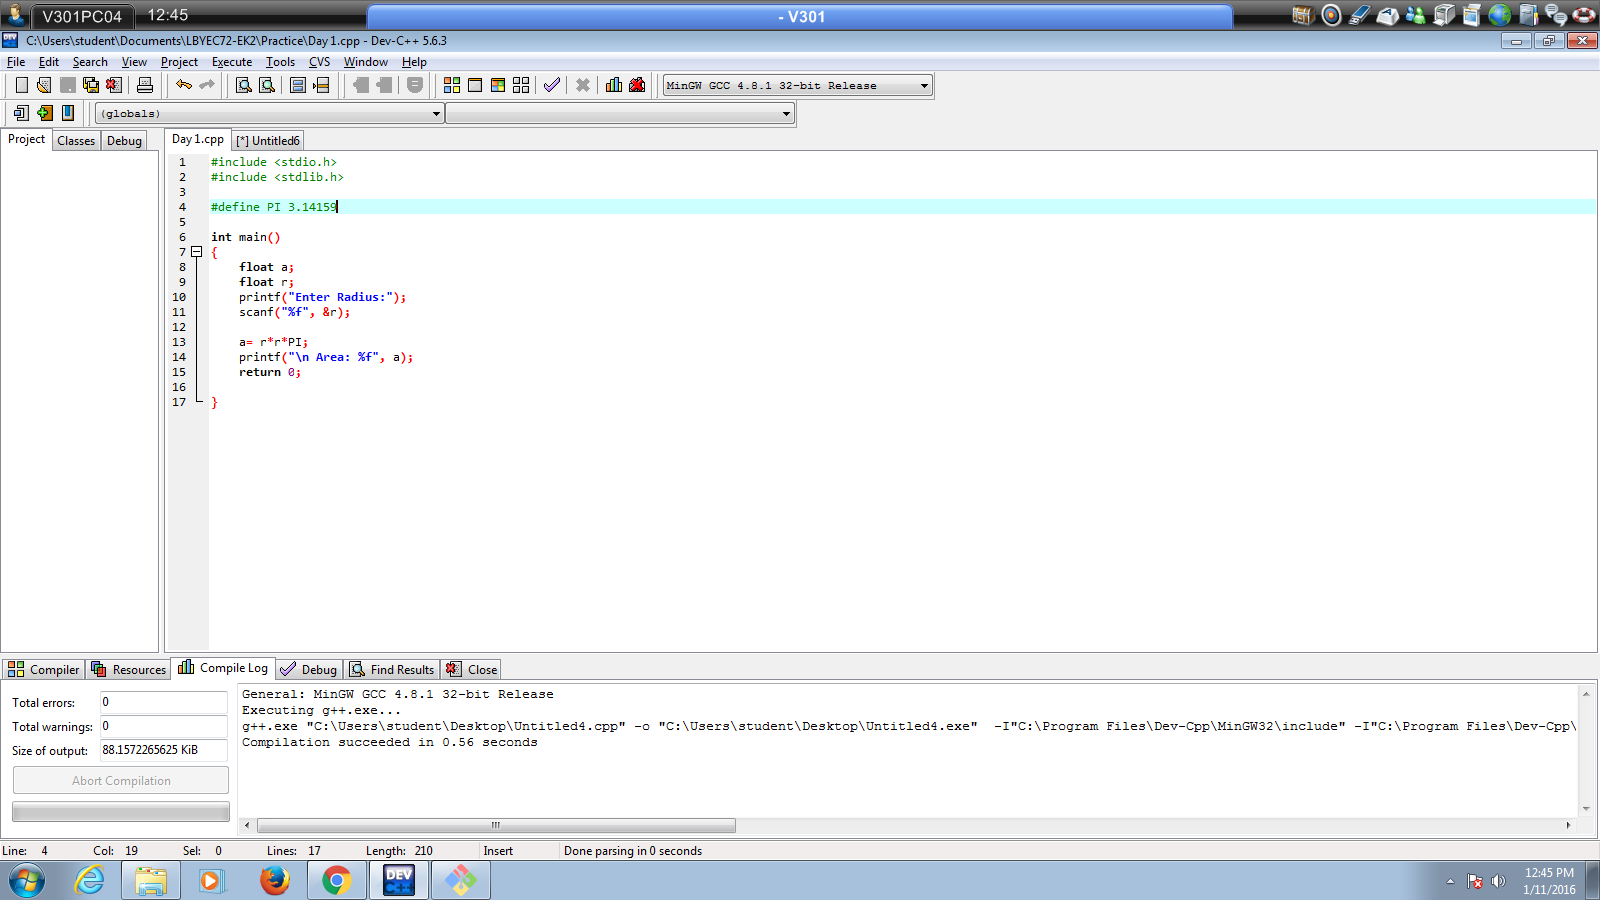 V301PC04 12:45 - V301
C:\Users\student\Documents\LBYEC72-EK2\Practice\Day 1.cpp - Dev-C++ 5.6.3
File Edit Search View Project Execute Tools CVS Window Help
MinGW GCC 4.8.1 32-bit Release
(globals)
Project Classes Debug Day 1.cpp [*] Untitled6
1 #include <stdio.h>
2 #include <stdlib.h>
3
4 #define PI 3.14159
5
6 int main()
7 {
8 float a;
9 float r;
10 printf("Enter Radius:");
11 scanf("%f", &r);
12
13 a= r*r*PI;
14 printf("\n Area: %f", a);
15 return 0;
16
17 }
Compiler Resources Compile Log Debug Find Results Close
Total errors: 0
Total warnings: 0
Size of output: 88.1572265625 KiB
Abort Compilation
General: MinGW GCC 4.8.1 32-bit Release
Executing g++.exe...
g++.exe "C:\Users\student\Desktop\Untitled4.cpp" -o "C:\Users\student\Desktop\Untitled4.exe" -I"C:\Program Files\Dev-Cpp\MinGW32\include" -I"C:\Program Files\Dev-Cpp\
Compilation succeeded in 0.56 seconds
Line: 4 Col: 19 Sel: 0 Lines: 17 Length: 210 Insert Done parsing in 0 seconds
DEV C++
12:45 PM
1/11/2016